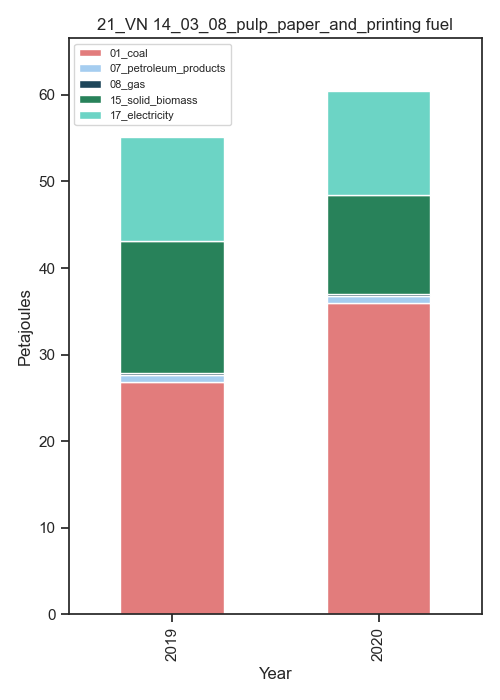 21_VN 14_03_08_pulp_paper_and_printing fuel
01_coal
07_petroleum_products
08_gas
15_solid_biomass
17_electricity
60
50
40
30
20
10
0
Petajoules
2019
2020
Year